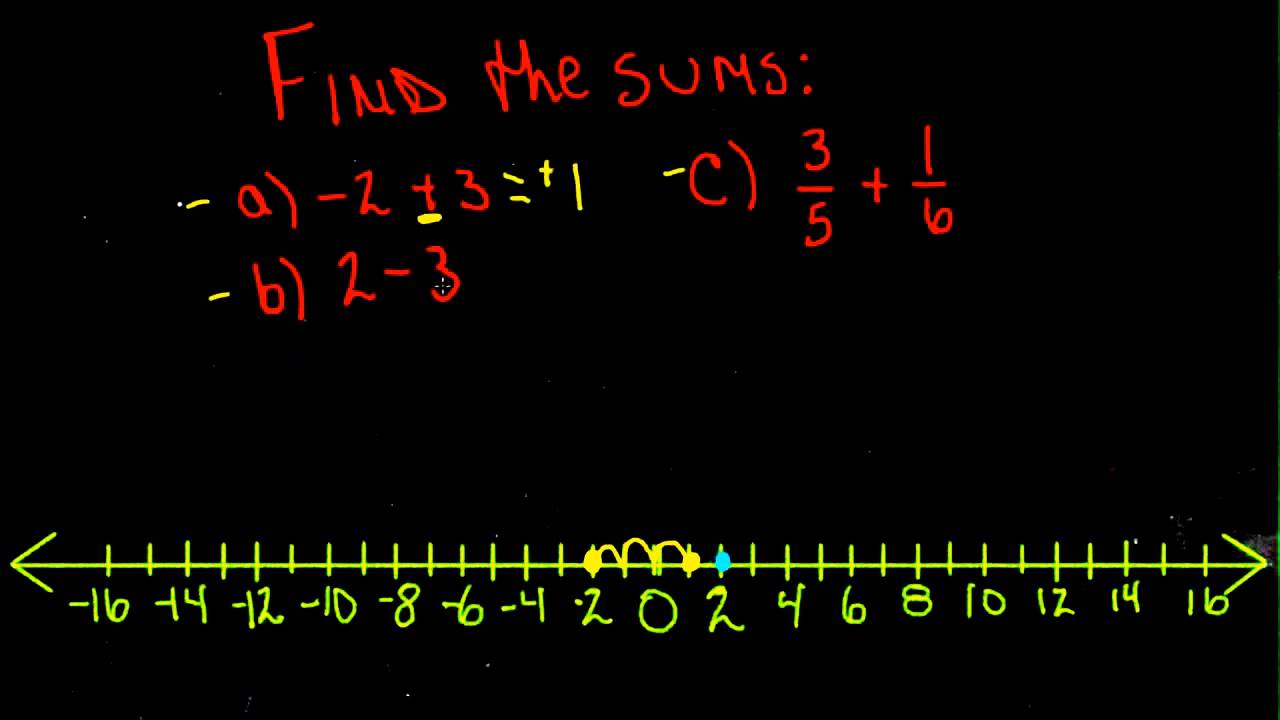 FIND the SUMS:
- a) -2 + 3 = +1
- b) 2 - 3
- c) 3/5 + 1/6
-16 -14 -12 -10 -8 -6 -4 -2 0 2 4 6 8 10 12 14 16